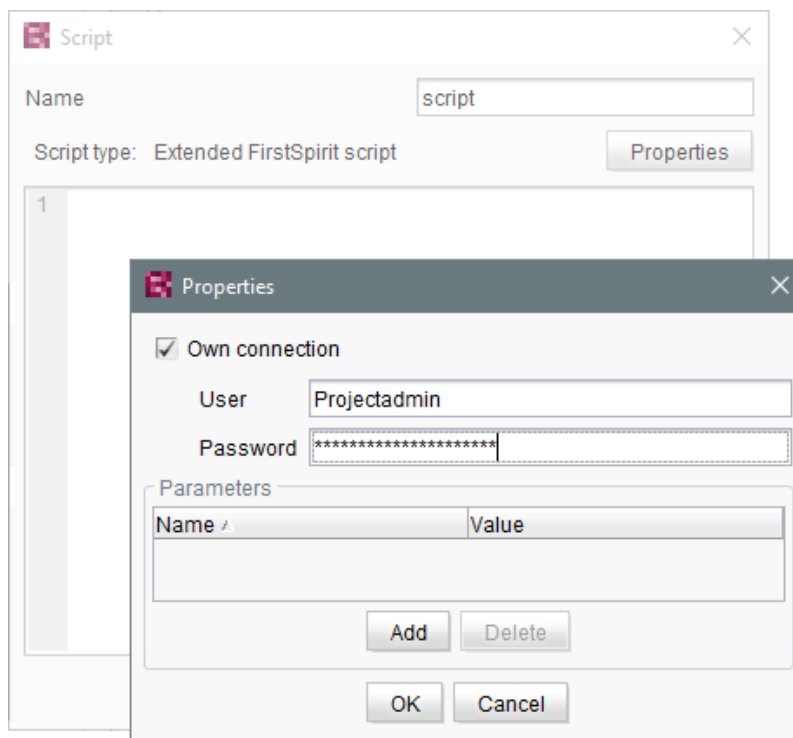 Script
Name script
Script type: Extended FirstSpirit script Properties
1
Properties
Own connection
User Projectadmin
Password *********************
Parameters
Name Value
Add Delete
OK Cancel